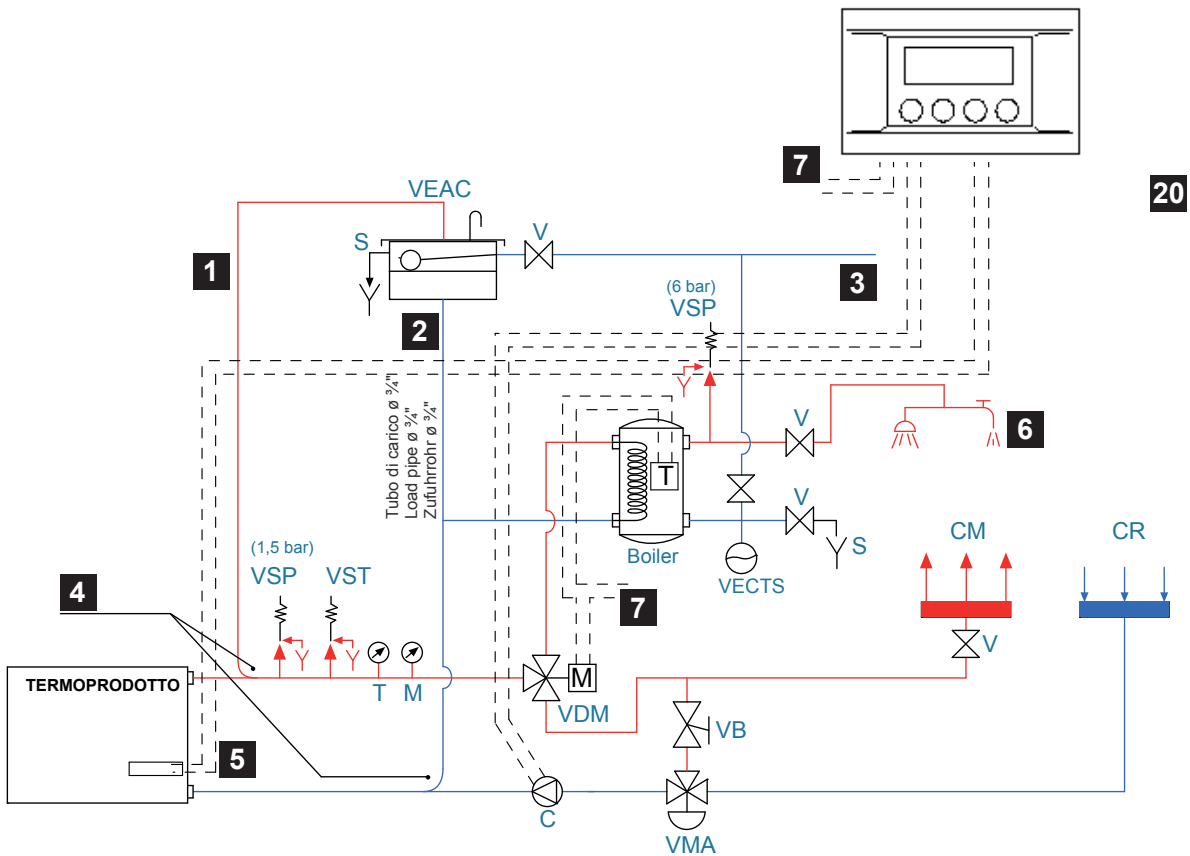 7
20
VEAC
S
V
1
3
(6 bar)
VSP
2
Tubo di carico ø ¾"
Load pipe ø ¾"
Zufuhrrohr ø ¾"
V
6
T
V
Boiler
S
CM
CR
VECTS
(1,5 bar)
VSP
VST
4
7
V
TERMOPRODOTTO
T
M
M
VDM
VB
5
C
VMA